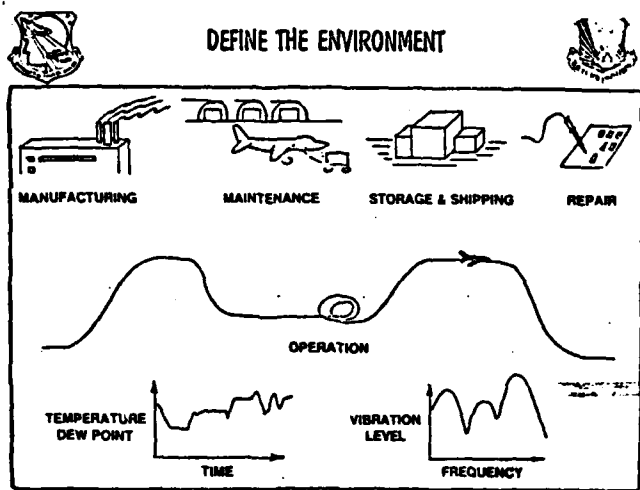 DEFINE THE ENVIRONMENT
MANUFACTURING
MAINTENANCE
STORAGE & SHIPPING
REPAIR
OPERATION
TEMPERATURE
DEW POINT
TIME
VIBRATION
LEVEL
FREQUENCY